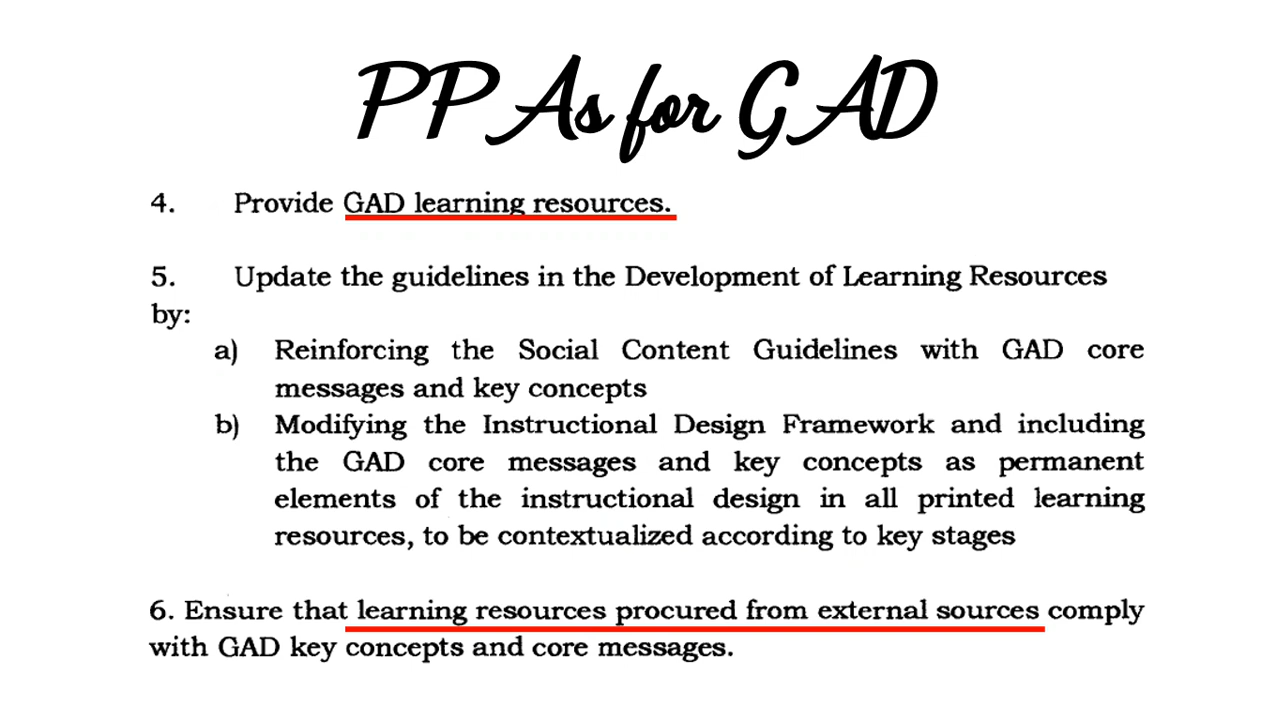 PPAs for GAD
4. Provide GAD learning resources.
5. Update the guidelines in the Development of Learning Resources
by:
a) Reinforcing the Social Content Guidelines with GAD core
messages and key concepts
b) Modifying the Instructional Design Framework and including
the GAD core messages and key concepts as permanent
elements of the instructional design in all printed learning
resources, to be contextualized according to key stages
6. Ensure that learning resources procured from external sources comply
with GAD key concepts and core messages.